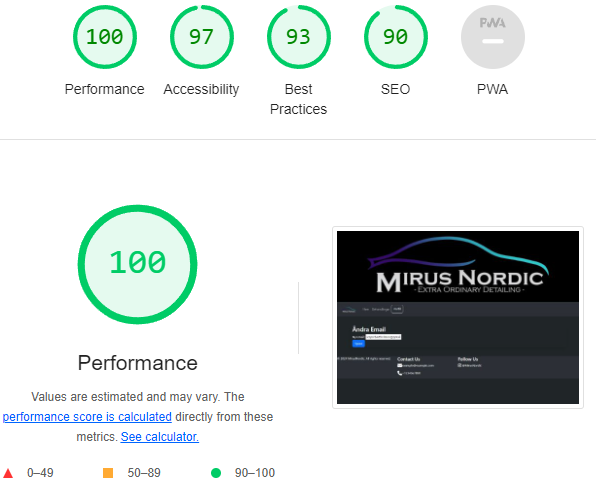 100
97
93
90
PWA
Performance
Accessibility
Best
Practices
SEO
PWA
100
MIRUS NORDIC
- EXTRA ORDINARY DETAILING -
Ändra Email
Contact Us
Follow Us
Performance
Values are estimated and may vary. The
performance score is calculated directly from these
metrics. See calculator.
0–49
50–89
90–100